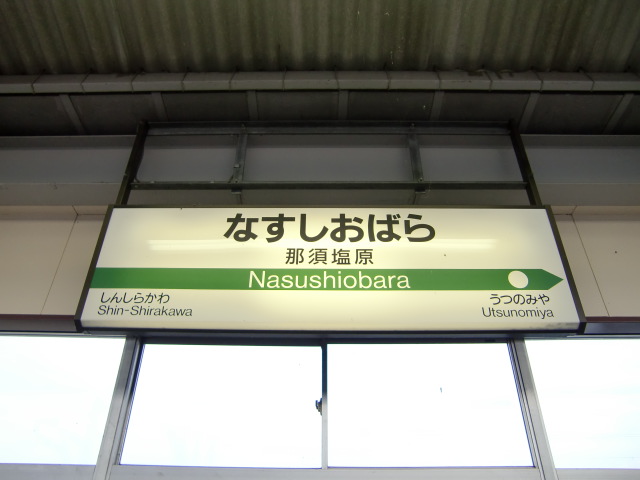 なすしおばら
那須塩原
Nasushiobara
しんしらかわ
Shin-Shirakawa
うつのみや
Utsunomiya